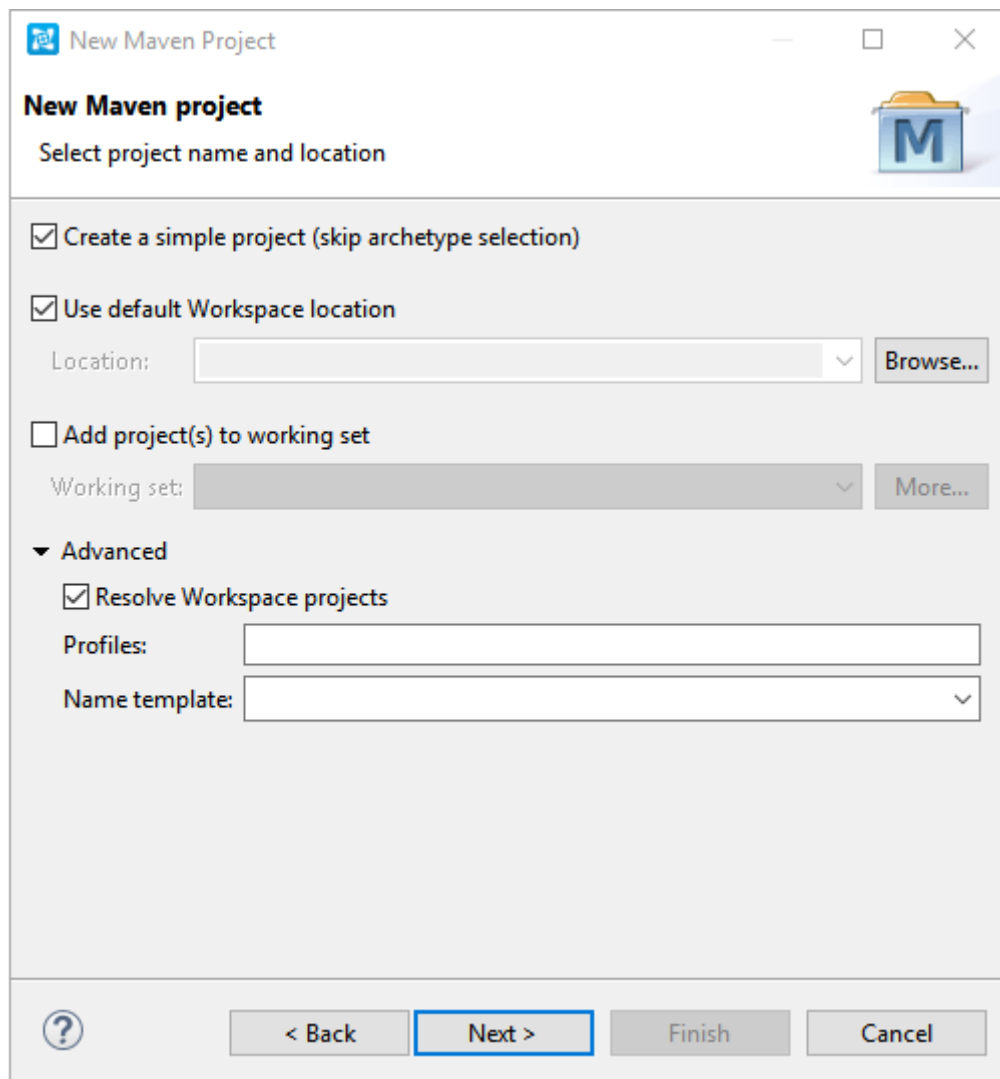 New Maven Project
New Maven project
Select project name and location
M
Create a simple project (skip archetype selection)
Use default Workspace location
Location:
Browse...
Add project(s) to working set
Working set:
More...
Advanced
Resolve Workspace projects
Profiles:
Name template:
?
< Back
Next >
Finish
Cancel